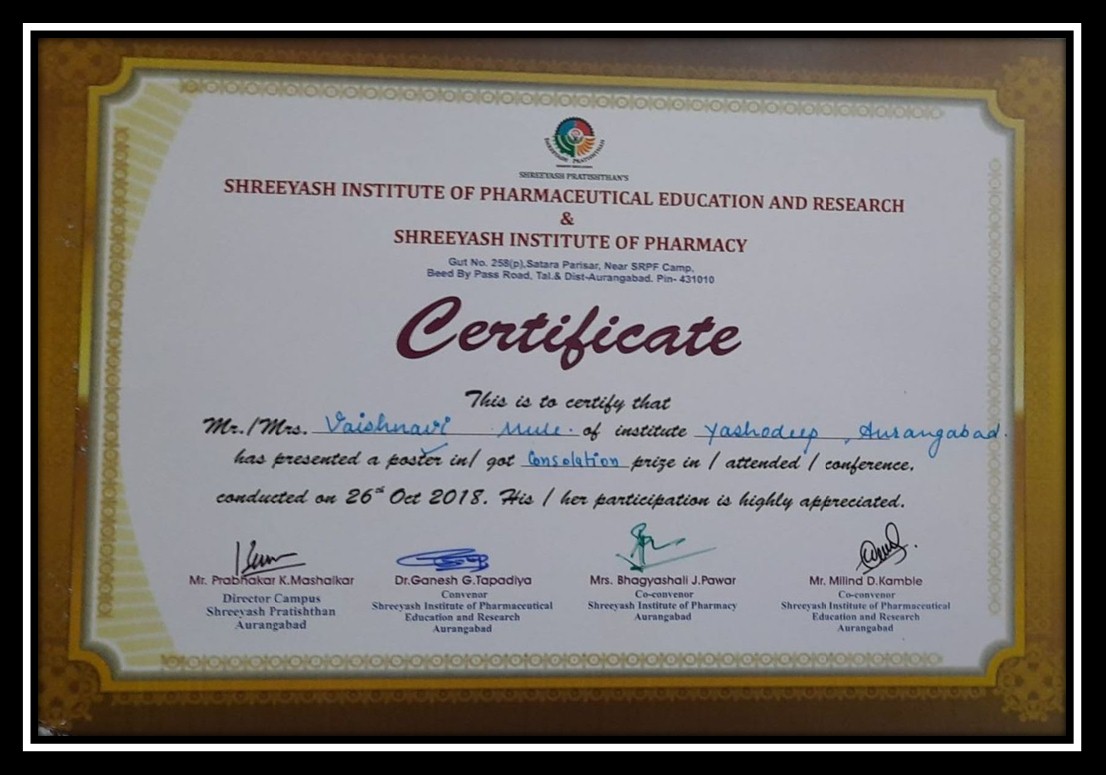 SHREEYASH PRATISHTHAN
SHREEYASH PRATISHTHAN'S
SHREEYASH INSTITUTE OF PHARMACEUTICAL EDUCATION AND RESEARCH
&
SHREEYASH INSTITUTE OF PHARMACY
Gut No. 258(p),Satara Parisar, Near SRPF Camp,
Beed By Pass Road, Tal.& Dist-Aurangabad. Pin- 431010
Certificate
This is to certify that
Mr./Mrs. Vaishnavi Mule. of institute Yashodeep, Aurangabad.
has presented a poster in/ got Consolation prize in / attended / conference,
conducted on 26th Oct 2018. His / her participation is highly appreciated.
Mr. Prabhakar K.Mashalkar Dr.Ganesh G.Tapadiya Mrs. Bhagyashali J.Pawar Mr. Milind D.Kamble
Director Campus Convenor Co-convenor Co-convenor
Shreeyash Pratishthan Shreeyash Institute of Pharmaceutical Shreeyash Institute of Pharmacy Shreeyash Institute of Pharmaceutical
Aurangabad Education and Research Aurangabad Education and Research
Aurangabad Aurangabad